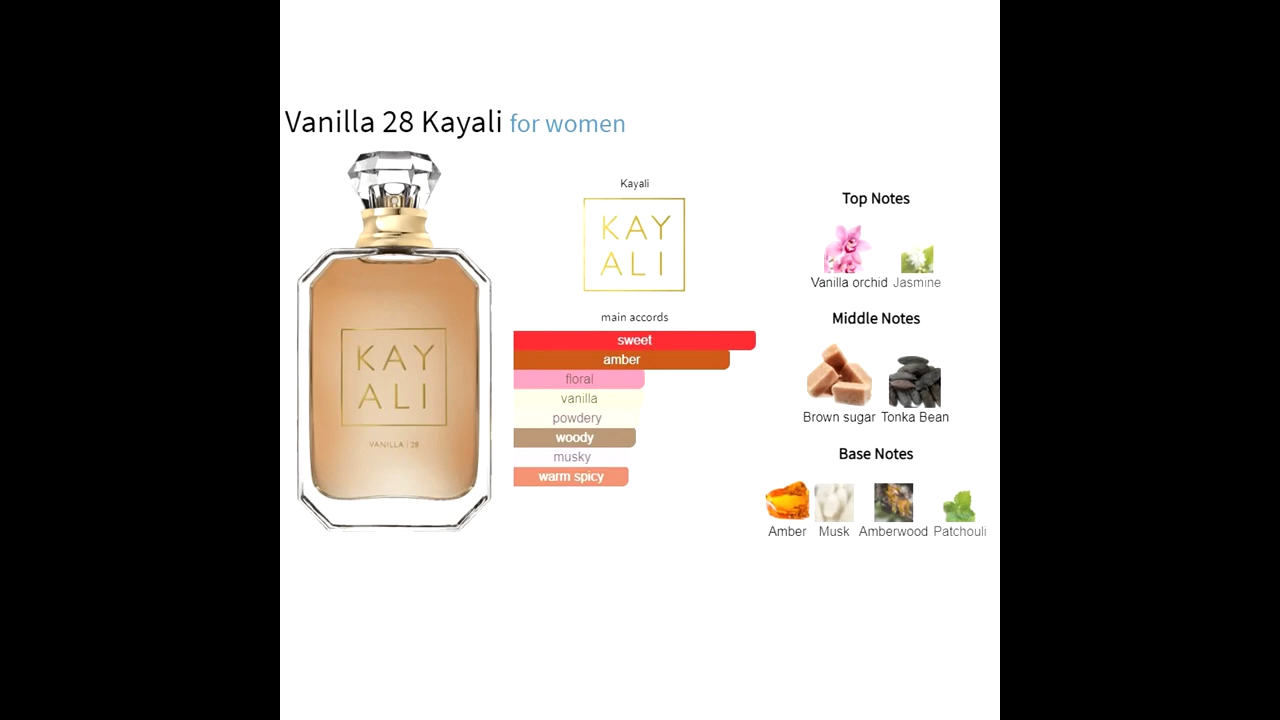 Vanilla 28 Kayali for women
KAY
ALI
VANILLA | 28
Kayali
KAY
ALI
main accords
sweet
amber
floral
vanilla
powdery
woody
musky
warm spicy
Top Notes
Vanilla orchid Jasmine
Middle Notes
Brown sugar Tonka Bean
Base Notes
Amber Musk Amberwood Patchouli